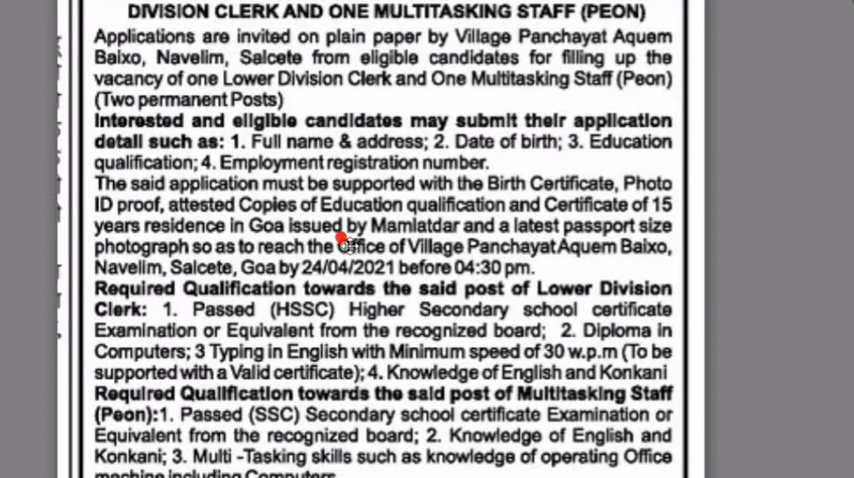 DIVISION CLERK AND ONE MULTITASKING STAFF (PEON)
Applications are invited on plain paper by Village Panchayat Aquem
Baixo, Navelim, Salcete from eligible candidates for filling up the
vacancy of one Lower Division Clerk and One Multitasking Staff (Peon)
(Two permanent Posts)
Interested and eligible candidates may submit their application
detail such as: 1. Full name & address; 2. Date of birth; 3. Education
qualification; 4. Employment registration number.
The said application must be supported with the Birth Certificate, Photo
ID proof, attested Copies of Education qualification and Certificate of 15
years residence in Goa issued by Mamlatdar and a latest passport size
photograph so as to reach the Office of Village Panchayat Aquem Baixo,
Navelim, Salcete, Goa by 24/04/2021 before 04:30 pm.
Required Qualification towards the said post of Lower Division
Clerk: 1. Passed (HSSC) Higher Secondary school certificate
Examination or Equivalent from the recognized board; 2. Diploma in
Computers; 3 Typing in English with Minimum speed of 30 w.p.m (To be
supported with a Valid certificate); 4. Knowledge of English and Konkani
Required Qualification towards the said post of Multitasking Staff
(Peon):1. Passed (SSC) Secondary school certificate Examination or
Equivalent from the recognized board; 2. Knowledge of English and
Konkani; 3. Multi -Tasking skills such as knowledge of operating Office
machine including Computers